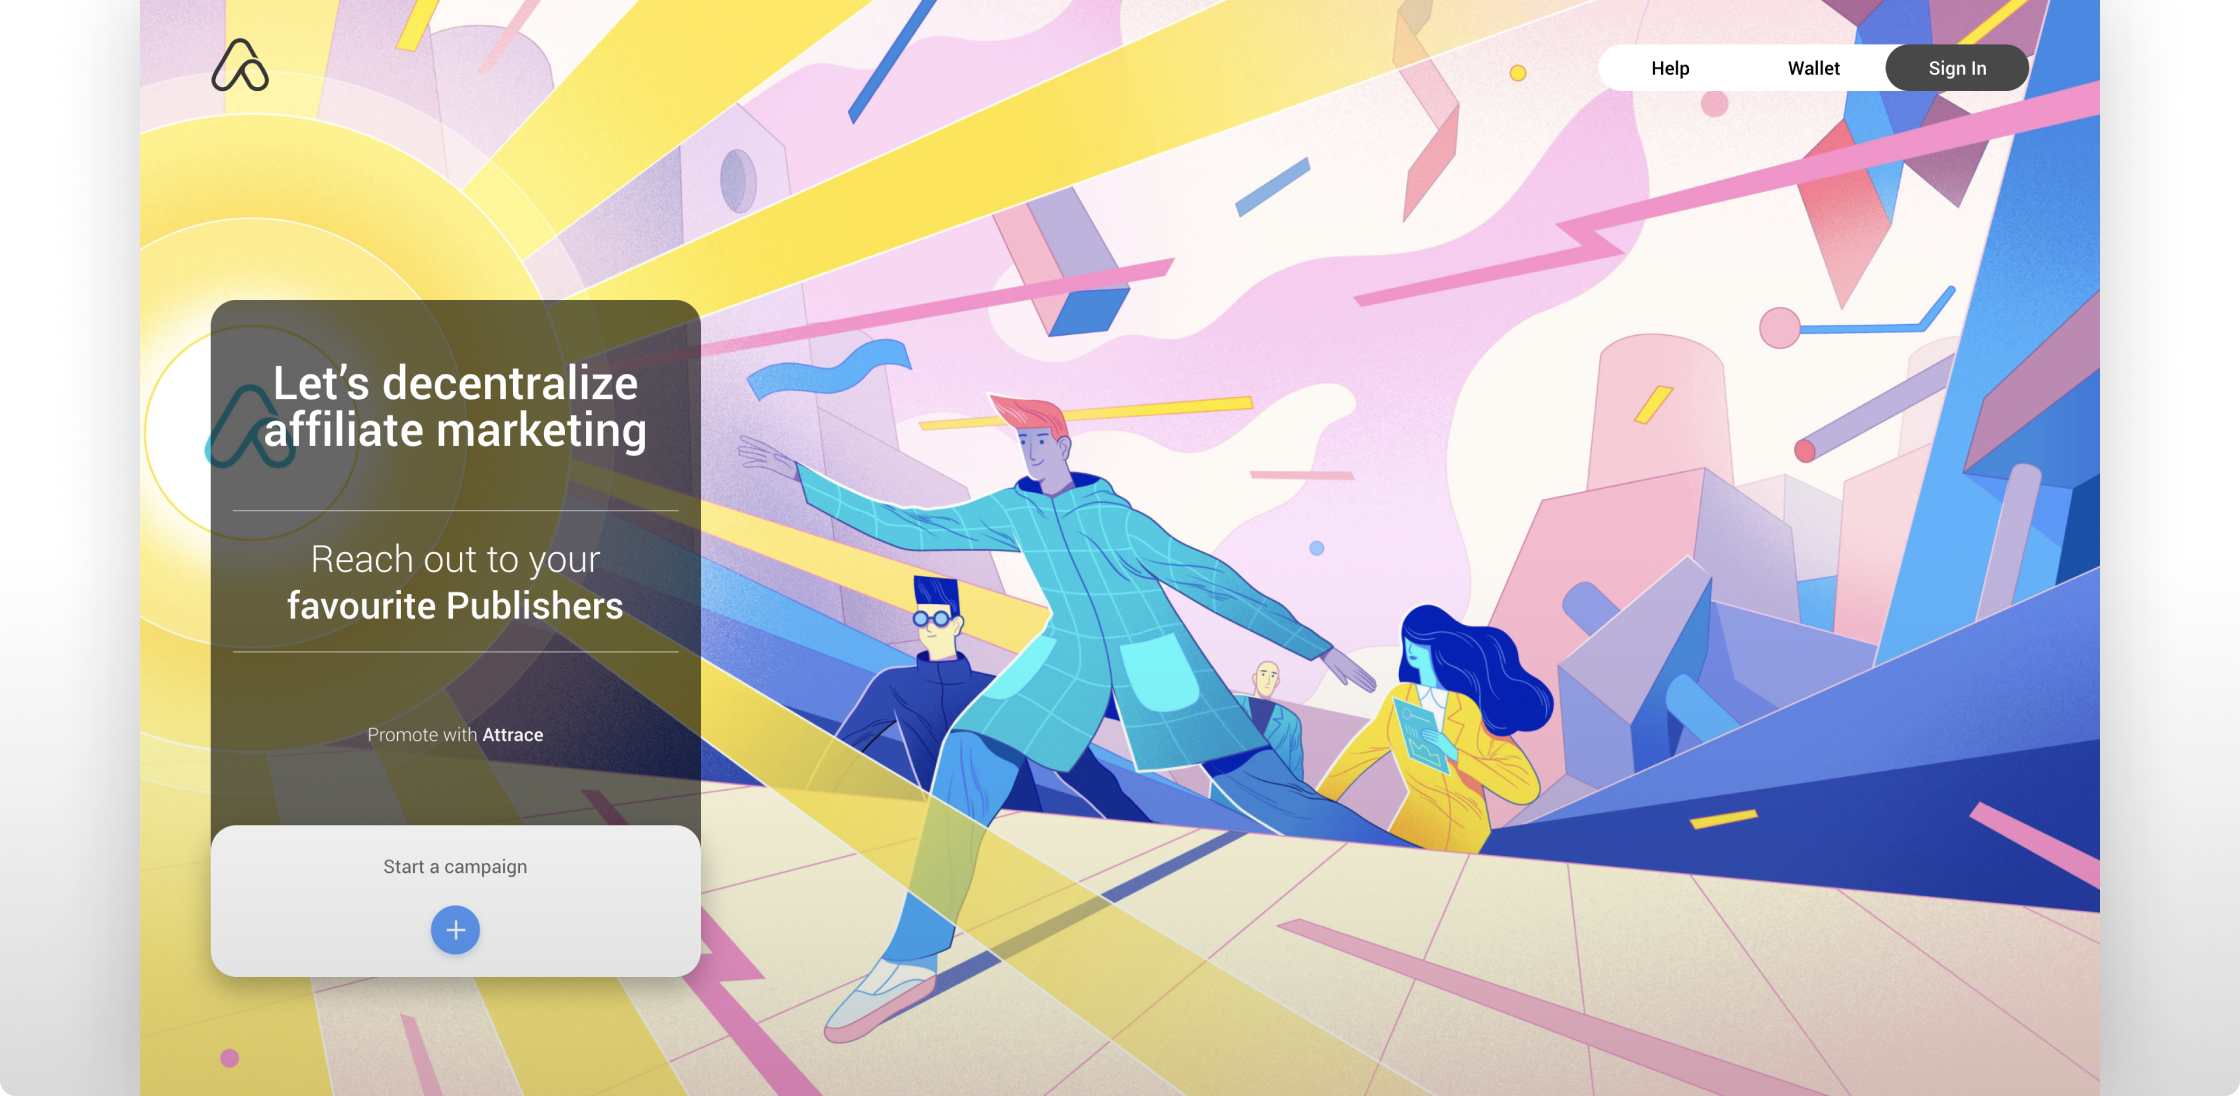 Help
Wallet
Sign In
Let's decentralize
affiliate marketing
Reach out to your
favourite Publishers
Promote with Attrace
Start a campaign